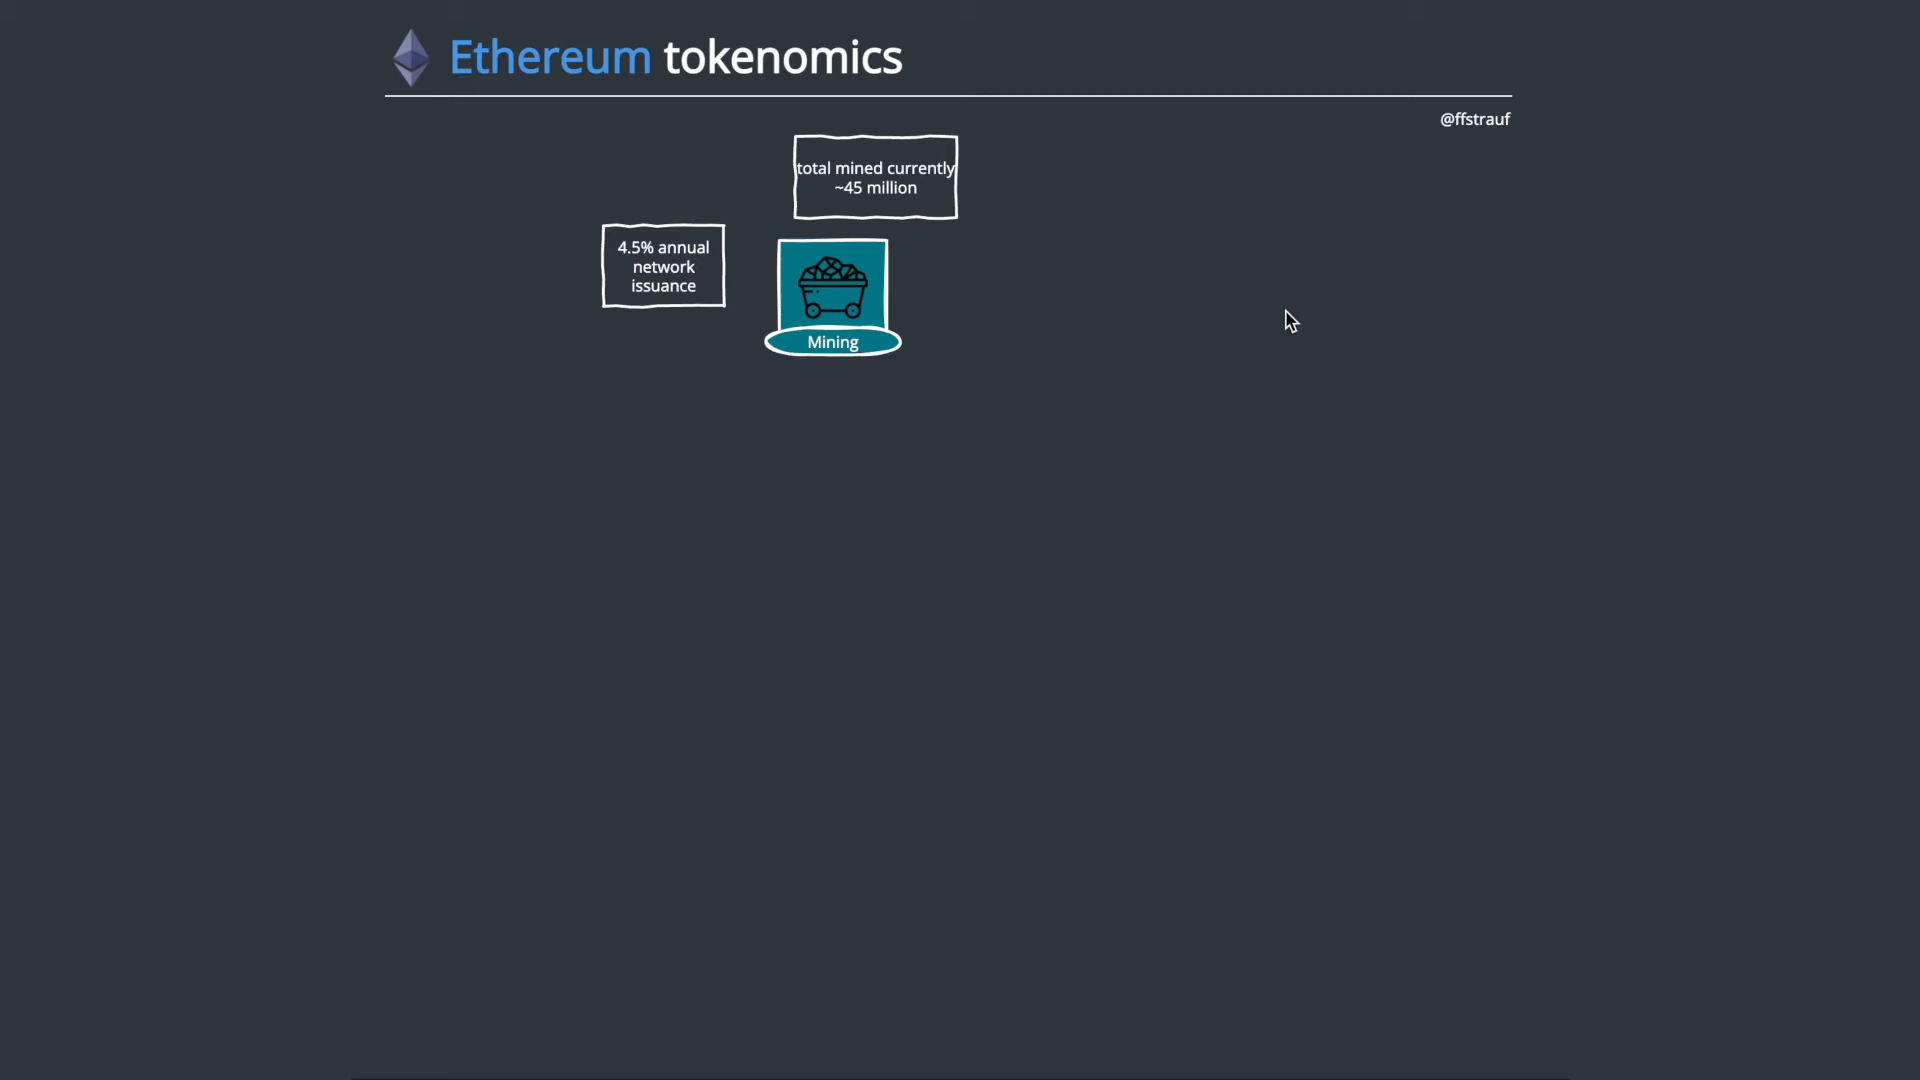 Ethereum tokenomics
@ffstrauf
total mined currently
~45 million
4.5% annual
network
issuance
Mining